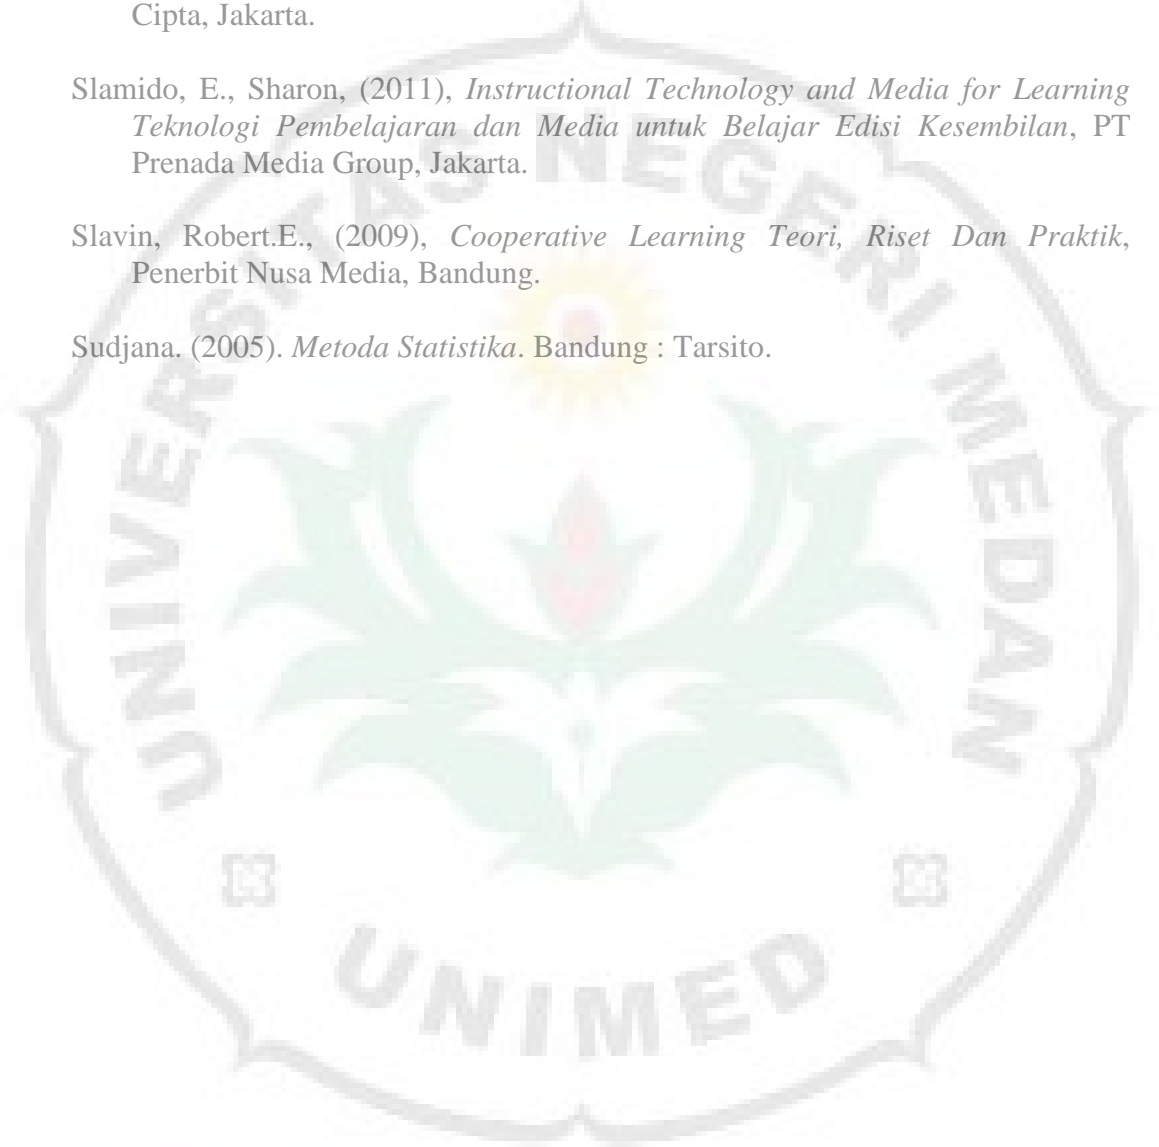 Cipta, Jakarta.
Slamido, E., Sharon, (2011), Instructional Technology and Media for Learning
Teknologi Pembelajaran dan Media untuk Belajar Edisi Kesembilan, PT
Prenada Media Group, Jakarta.
Slavin, Robert.E., (2009), Cooperative Learning Teori, Riset Dan Praktik,
Penerbit Nusa Media, Bandung.
Sudjana. (2005). Metoda Statistika. Bandung : Tarsito.
UNIVERSITAS NEGERI MEDAN
UNIMED